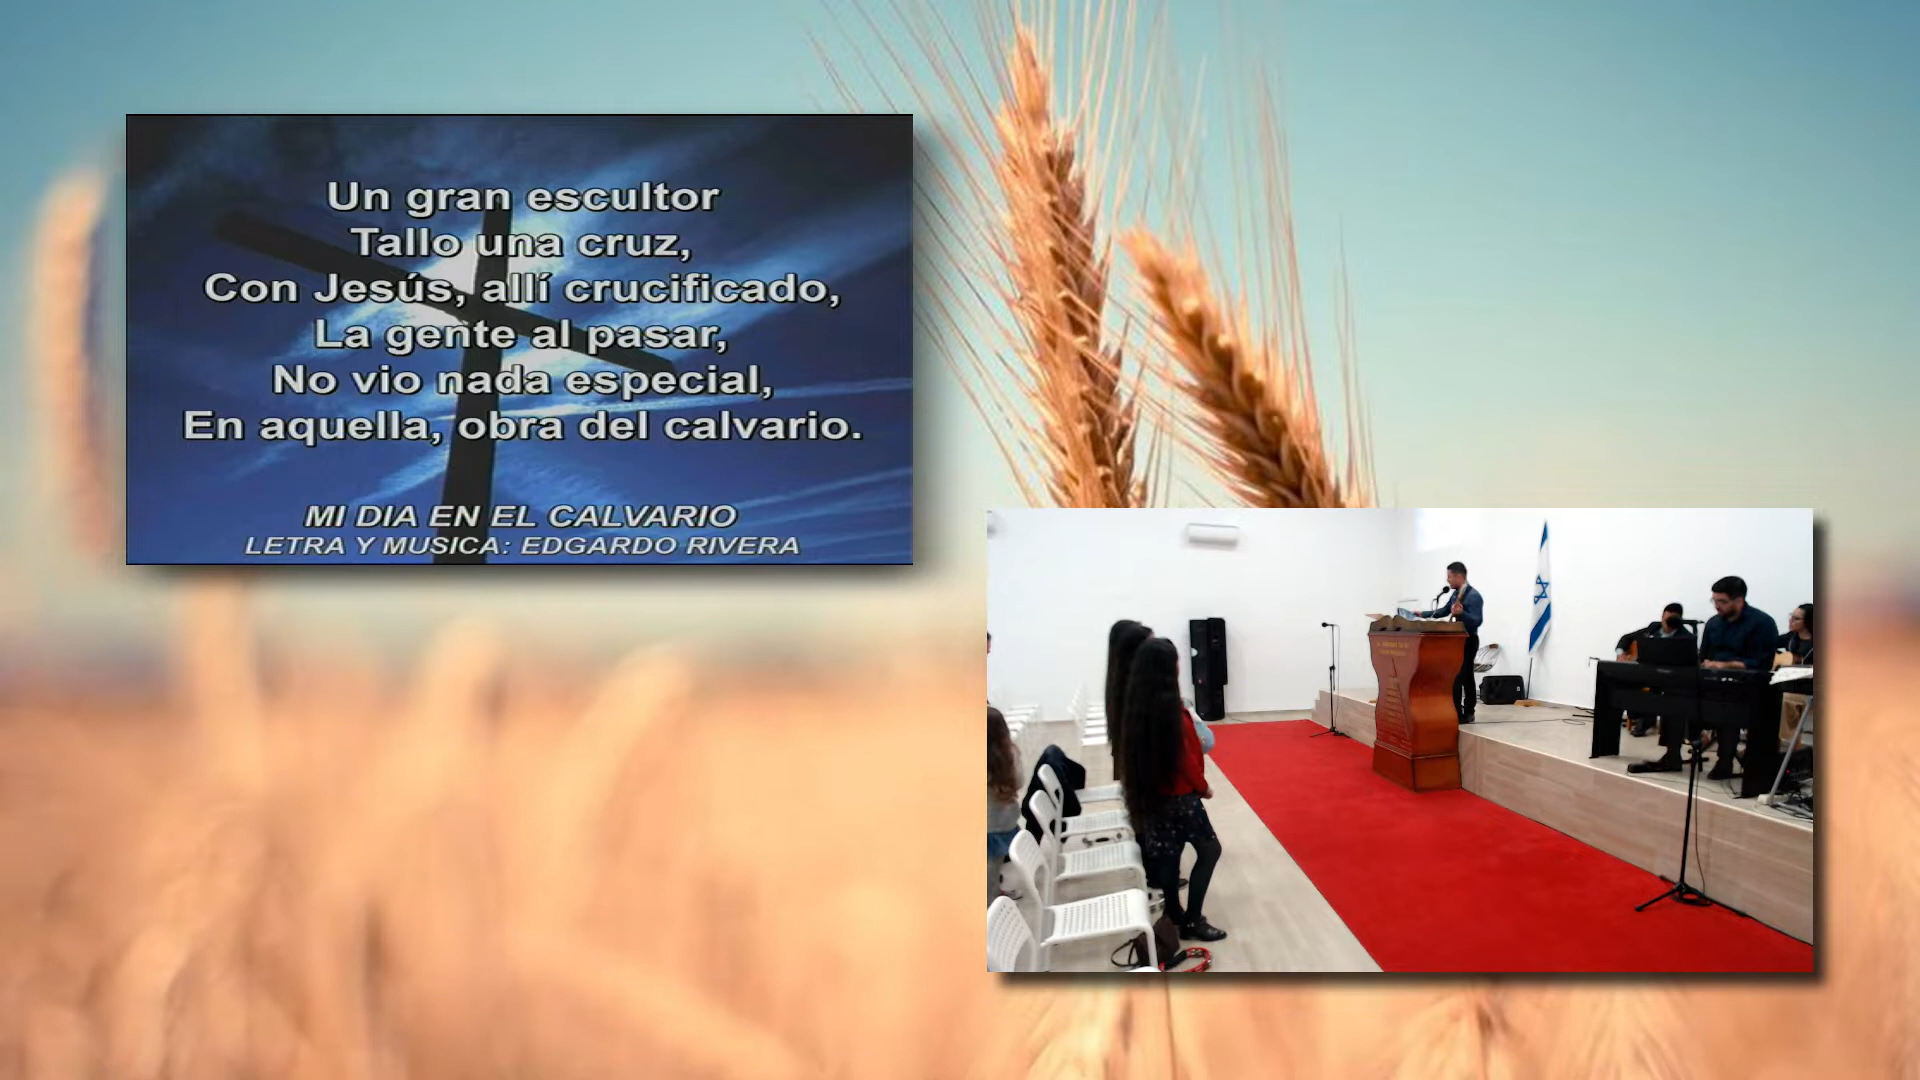 Un gran escultor
Tallo una cruz,
Con Jesús, allí crucificado,
La gente al pasar,
No vio nada especial,
En aquella, obra del calvario.
MI DIA EN EL CALVARIO
LETRA Y MUSICA: EDGARDO RIVERA